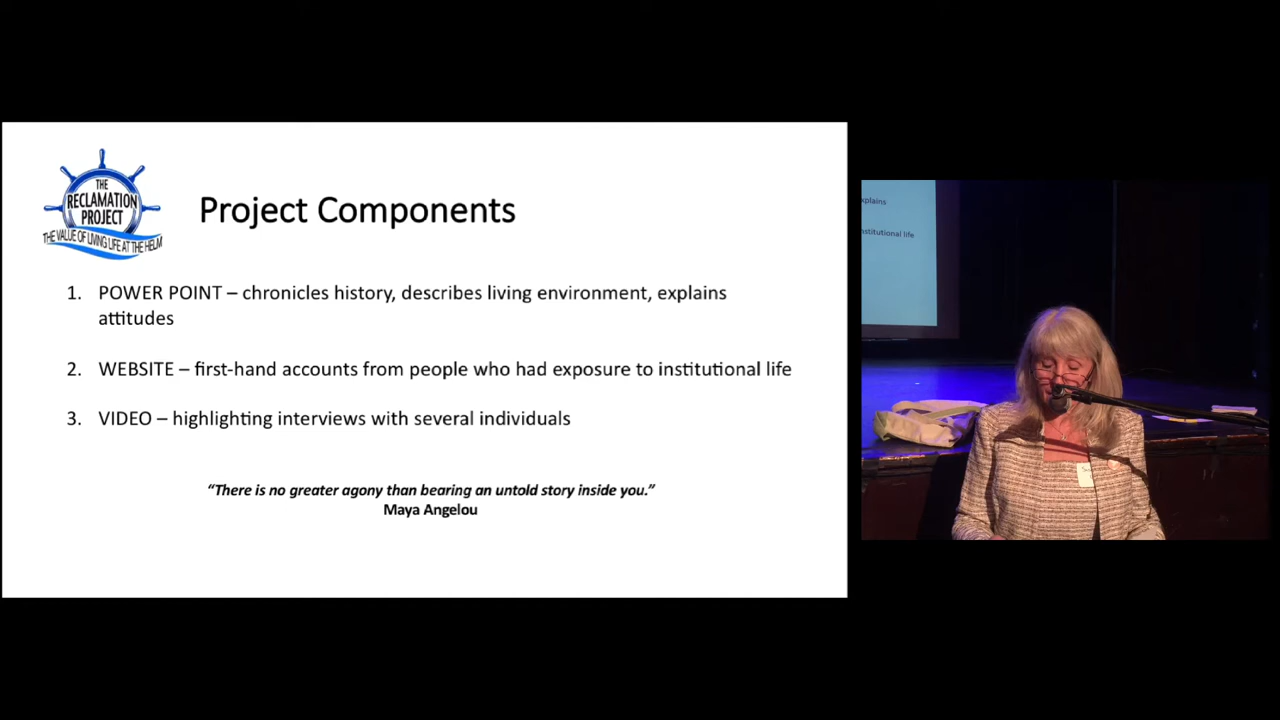 THE
RECLAMATION
PROJECT
THE VALUE OF LIVING LIFE AT THE HELM
Project Components
1. POWER POINT – chronicles history, describes living environment, explains
attitudes
2. WEBSITE – first-hand accounts from people who had exposure to institutional life
3. VIDEO – highlighting interviews with several individuals
“There is no greater agony than bearing an untold story inside you.”
Maya Angelou
xplains
nstitutional life